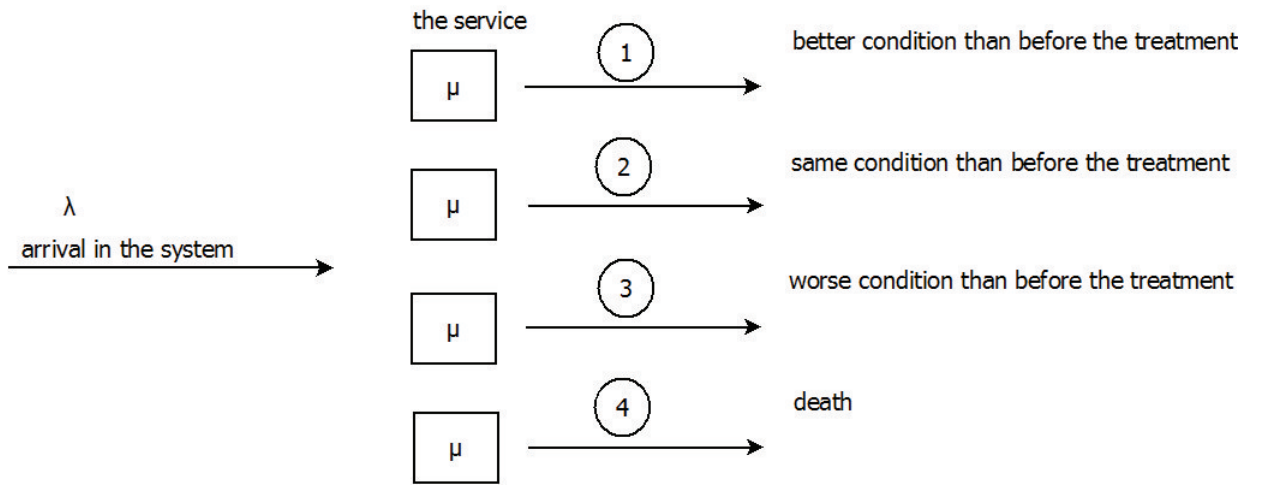 the service
μ
1
better condition than before the treatment
μ
2
same condition than before the treatment
λ
arrival in the system
μ
3
worse condition than before the treatment
μ
4
death